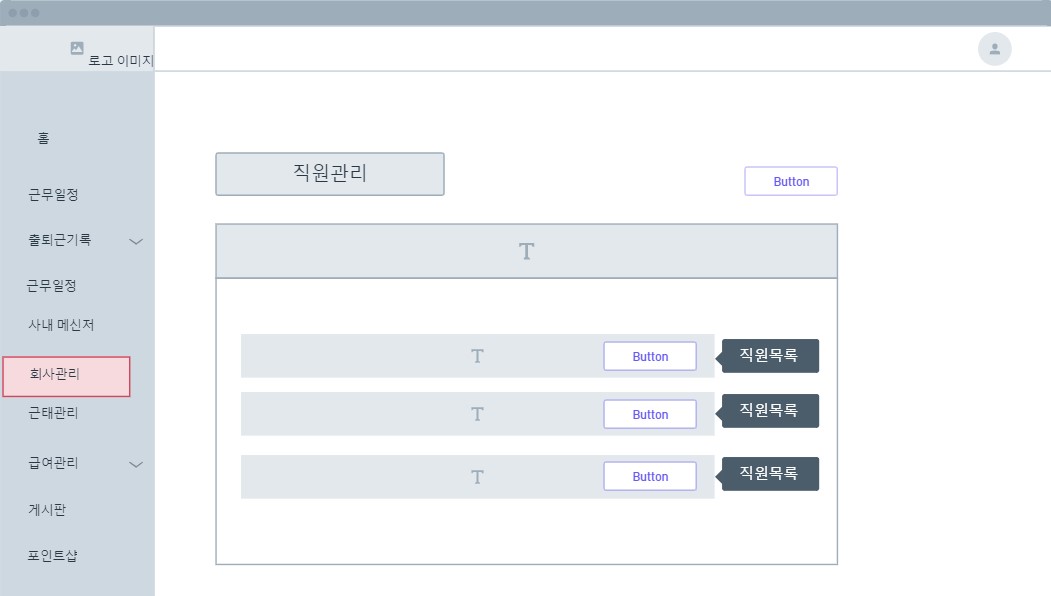 로고 이미지
홈
근무일정
출퇴근기록
근무일정
사내 메신저
회사관리
근태관리
급여관리
게시판
포인트샵
직원관리
Button
T
T
Button
직원목록
T
Button
직원목록
T
Button
직원목록